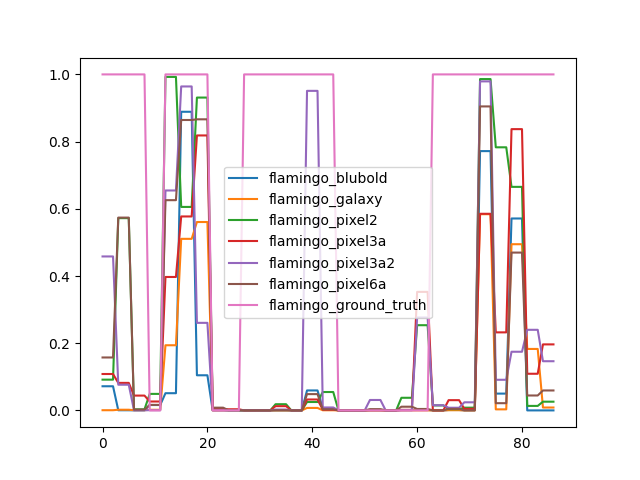 1.0
0.8
0.6
0.4
0.2
0.0
flamingo_blubold
flamingo_galaxy
flamingo_pixel2
flamingo_pixel3a
flamingo_pixel3a2
flamingo_pixel6a
flamingo_ground_truth
0 20 40 60 80